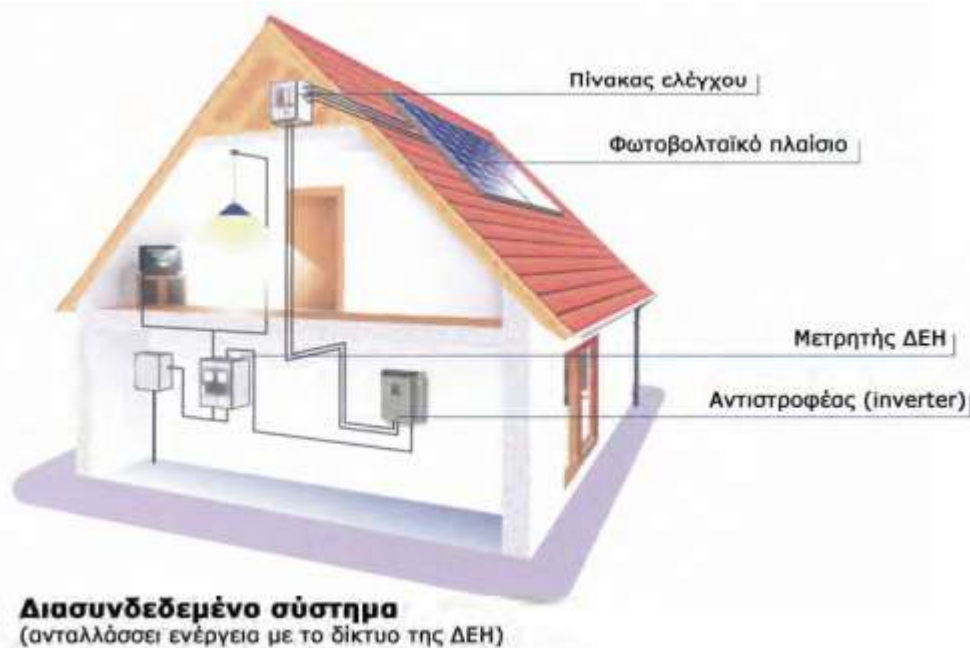 Πίνακας ελέγχου
Φωτοβολταϊκό πλαίσιο
Μετρητής ΔΕΗ
Αντιστροφέας (inverter)
Διασυνδεδεμένο σύστημα
(ανταλλάσσει ενέργεια με το δίκτυο της ΔΕΗ)